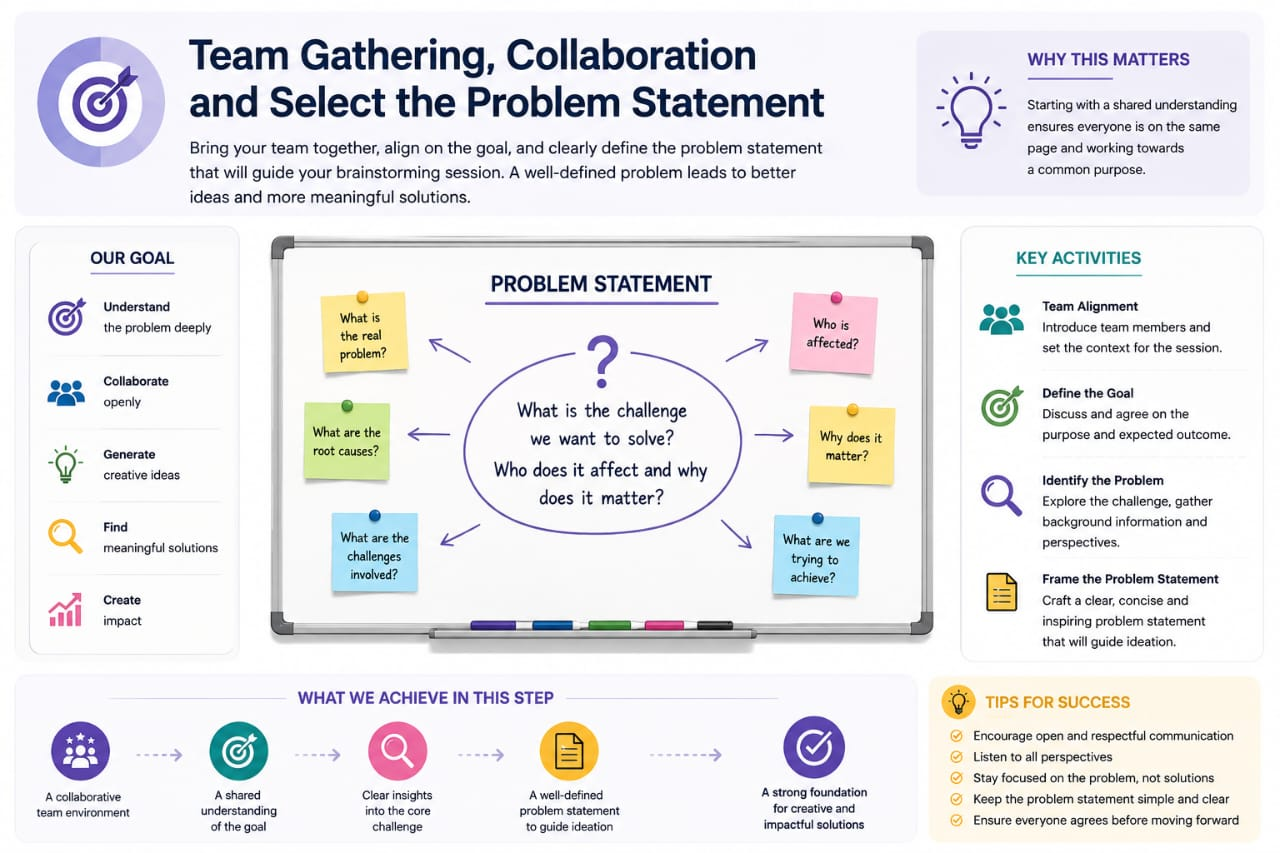 Team Gathering, Collaboration
and Select the Problem Statement
Bring your team together, align on the goal, and clearly define the problem statement
that will guide your brainstorming session. A well-defined problem leads to better
ideas and more meaningful solutions.
WHY THIS MATTERS
Starting with a shared understanding
ensures everyone is on the same
page and working towards
a common purpose.
OUR GOAL
Understand
the problem deeply
Collaborate
openly
Generate
creative ideas
Find
meaningful solutions
Create
impact
PROBLEM STATEMENT
What is
the real
problem?
What are the
root causes?
What are the
challenges
involved?
?
What is the challenge
we want to solve?
Who does it affect and why
does it matter?
Who is
affected?
Why does it
matter?
What are we
trying to
achieve?
KEY ACTIVITIES
Team Alignment
Introduce team members and
set the context for the session.
Define the Goal
Discuss and agree on the
purpose and expected outcome.
Identify the Problem
Explore the challenge, gather
background information and
perspectives.
Frame the Problem Statement
Craft a clear, concise and
inspiring problem statement
that will guide ideation.
WHAT WE ACHIEVE IN THIS STEP
A collaborative
team environment
A shared
understanding
of the goal
Clear insights
into the core
challenge
A well-defined
problem statement
to guide ideation
A strong foundation
for creative and
impactful solutions
TIPS FOR SUCCESS
Encourage open and respectful communication
Listen to all perspectives
Stay focused on the problem, not solutions
Keep the problem statement simple and clear
Ensure everyone agrees before moving forward